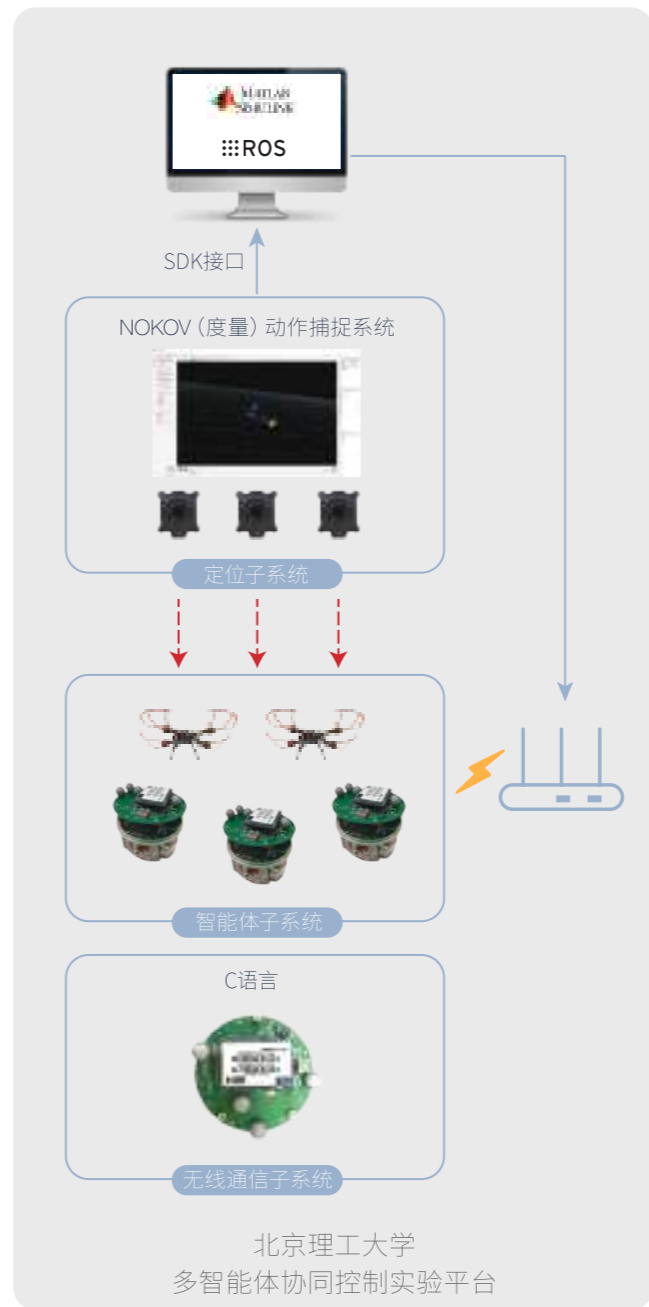 MATLAB
SIMULINK
ROS
SDK接口
NOKOV（度量）动作捕捉系统
定位子系统
智能体子系统
C语言
无线通信子系统
北京理工大学
多智能体协同控制实验平台